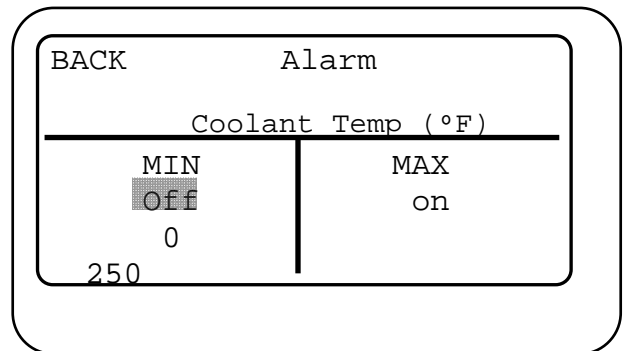 BACK Alarm
Coolant Temp (°F)
MIN MAX
Off on
0
250